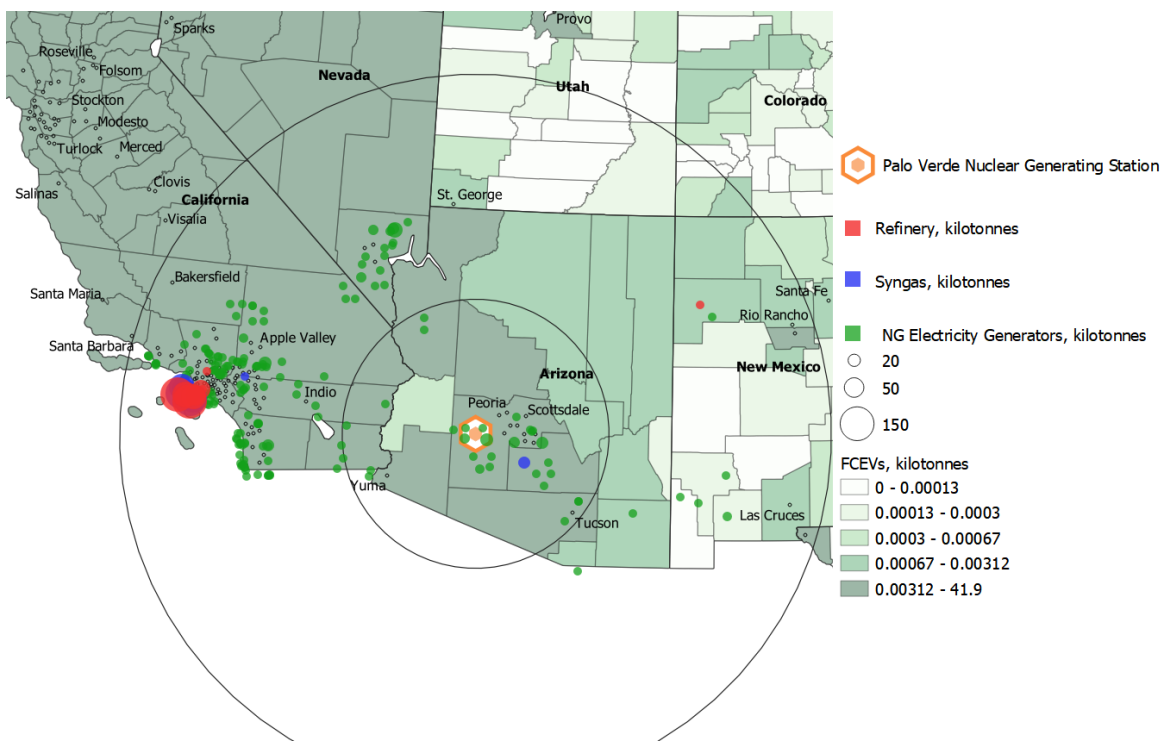 Provo
Sparks
Roseville
Folsom
Nevada
Utah
Stockton
Colorado
Modesto
Turlock
Merced
Clovis
Salinas
California
St. George
Visalia
Bakersfield
Santa Maria
Santa Fe
Rio Rancho
Santa Barbara
Apple Valley
New Mexico
Arizona
Indio
Peoria
Scottsdale
Yuma
Las Cruces
Tucson
Palo Verde Nuclear Generating Station
Refinery, kilotonnes
Syngas, kilotonnes
NG Electricity Generators, kilotonnes
20
50
150
FCEVs, kilotonnes
0 - 0.00013
0.00013 - 0.0003
0.0003 - 0.00067
0.00067 - 0.00312
0.00312 - 41.9